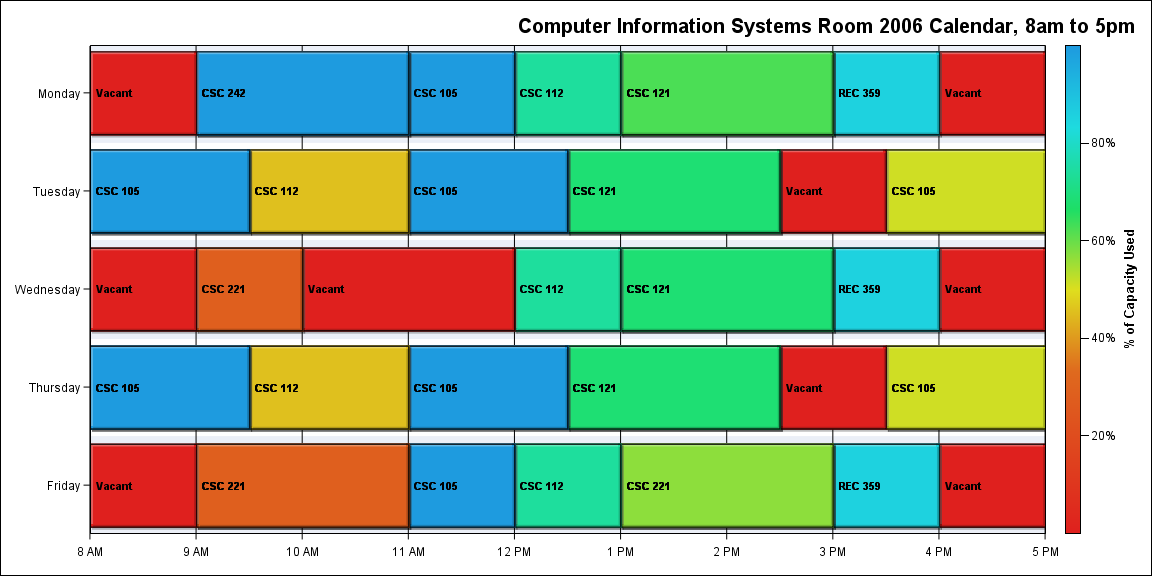 Computer Information Systems Room 2006 Calendar, 8am to 5pm
Monday
Vacant
CSC 242
CSC 105
CSC 112
CSC 121
REC 359
Vacant
Tuesday
CSC 105
CSC 112
CSC 105
CSC 121
Vacant
CSC 105
Wednesday
Vacant
CSC 221
Vacant
CSC 112
CSC 121
REC 359
Vacant
Thursday
CSC 105
CSC 112
CSC 105
CSC 121
Vacant
CSC 105
Friday
Vacant
CSC 221
CSC 105
CSC 112
CSC 221
REC 359
Vacant
8 AM
9 AM
10 AM
11 AM
12 PM
1 PM
2 PM
3 PM
4 PM
5 PM
80%
60%
40%
20%
% of Capacity Used